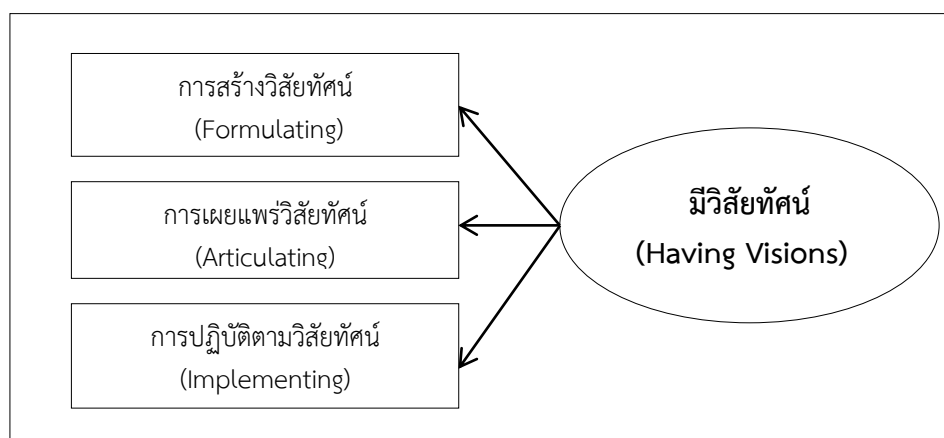 การสร้างวิสัยทัศน์
(Formulating)
การเผยแพร่วิสัยทัศน์
(Articulating)
การปฏิบัติตามวิสัยทัศน์
(Implementing)
มีวิสัยทัศน์
(Having Visions)